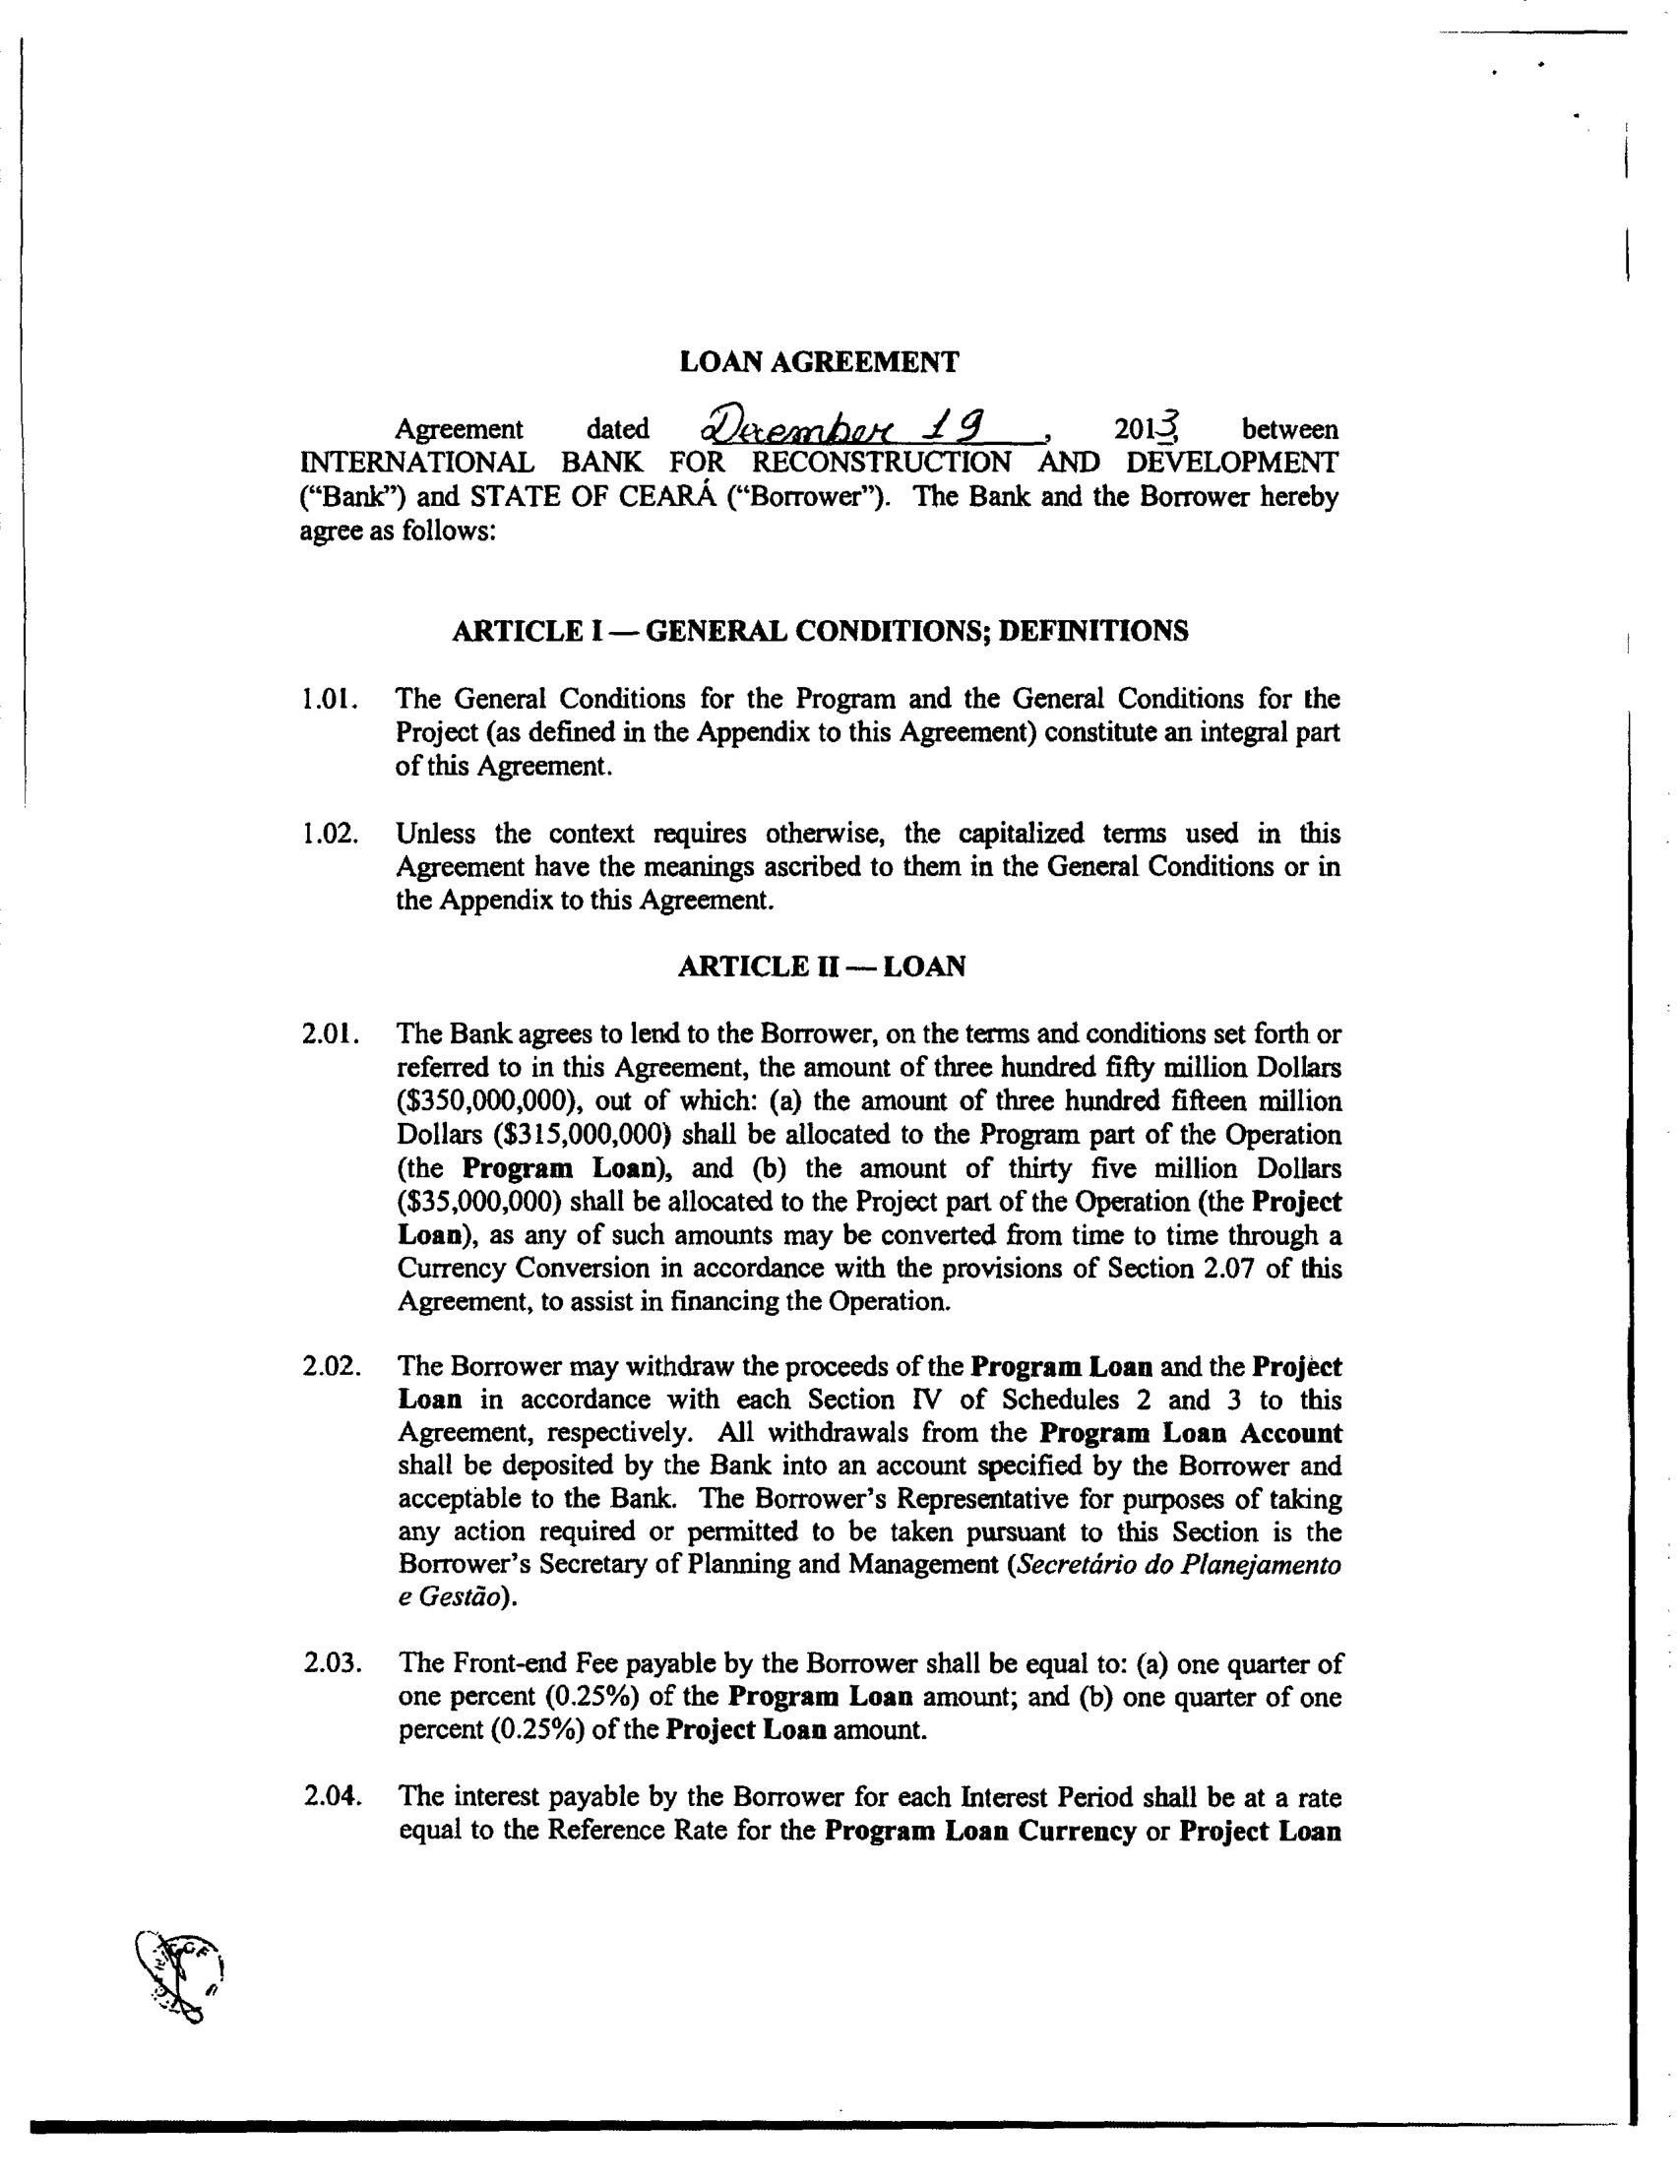 LOAN AGREEMENT
Agreement dated December 19, 2013, between
INTERNATIONAL BANK FOR RECONSTRUCTION AND DEVELOPMENT
(“Bank”) and STATE OF CEARÁ (“Borrower”). The Bank and the Borrower hereby
agree as follows:
ARTICLE I — GENERAL CONDITIONS; DEFINITIONS
1.01. The General Conditions for the Program and the General Conditions for the
Project (as defined in the Appendix to this Agreement) constitute an integral part
of this Agreement.
1.02. Unless the context requires otherwise, the capitalized terms used in this
Agreement have the meanings ascribed to them in the General Conditions or in
the Appendix to this Agreement.
ARTICLE II — LOAN
2.01. The Bank agrees to lend to the Borrower, on the terms and conditions set forth or
referred to in this Agreement, the amount of three hundred fifty million Dollars
($350,000,000), out of which: (a) the amount of three hundred fifteen million
Dollars ($315,000,000) shall be allocated to the Program part of the Operation
(the Program Loan), and (b) the amount of thirty five million Dollars
($35,000,000) shall be allocated to the Project part of the Operation (the Project
Loan), as any of such amounts may be converted from time to time through a
Currency Conversion in accordance with the provisions of Section 2.07 of this
Agreement, to assist in financing the Operation.
2.02. The Borrower may withdraw the proceeds of the Program Loan and the Project
Loan in accordance with each Section IV of Schedules 2 and 3 to this
Agreement, respectively. All withdrawals from the Program Loan Account
shall be deposited by the Bank into an account specified by the Borrower and
acceptable to the Bank. The Borrower’s Representative for purposes of taking
any action required or permitted to be taken pursuant to this Section is the
Borrower’s Secretary of Planning and Management (Secretário do Planejamento
e Gestão).
2.03. The Front-end Fee payable by the Borrower shall be equal to: (a) one quarter of
one percent (0.25%) of the Program Loan amount; and (b) one quarter of one
percent (0.25%) of the Project Loan amount.
2.04. The interest payable by the Borrower for each Interest Period shall be at a rate
equal to the Reference Rate for the Program Loan Currency or Project Loan